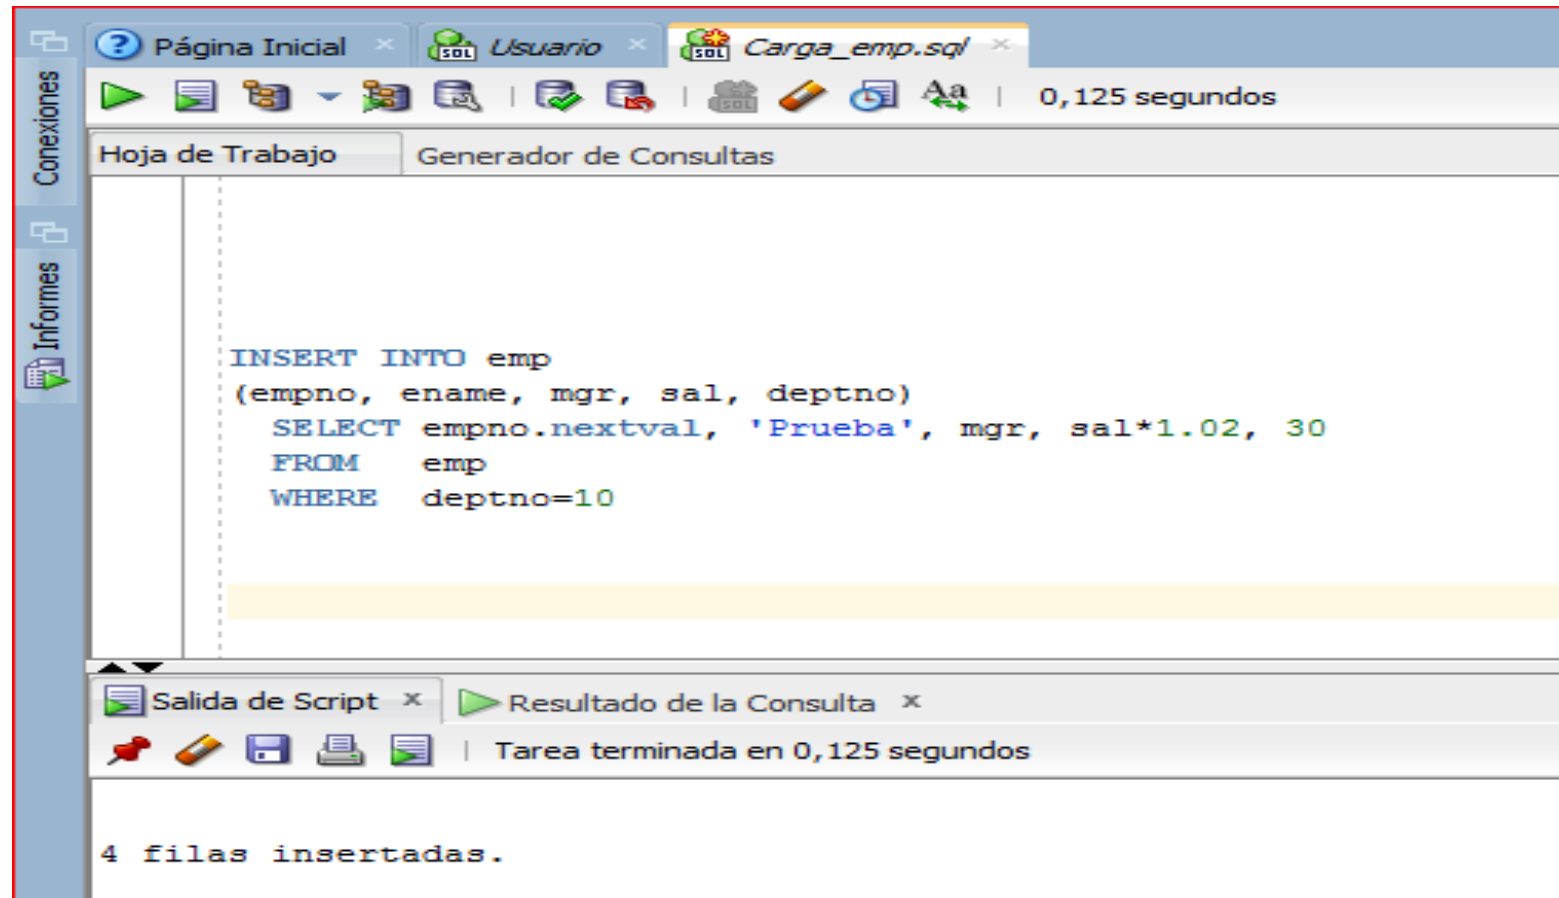 Página Inicial
Usuario
Carga_emp.sql
0,125 segundos
Conexiones
Informes
Hoja de Trabajo
Generador de Consultas
INSERT INTO emp
(empno, ename, mgr, sal, deptno)
SELECT empno.nextval, 'Prueba', mgr, sal*1.02, 30
FROM emp
WHERE deptno=10
Salida de Script
Resultado de la Consulta
Tarea terminada en 0,125 segundos
4 filas insertadas.